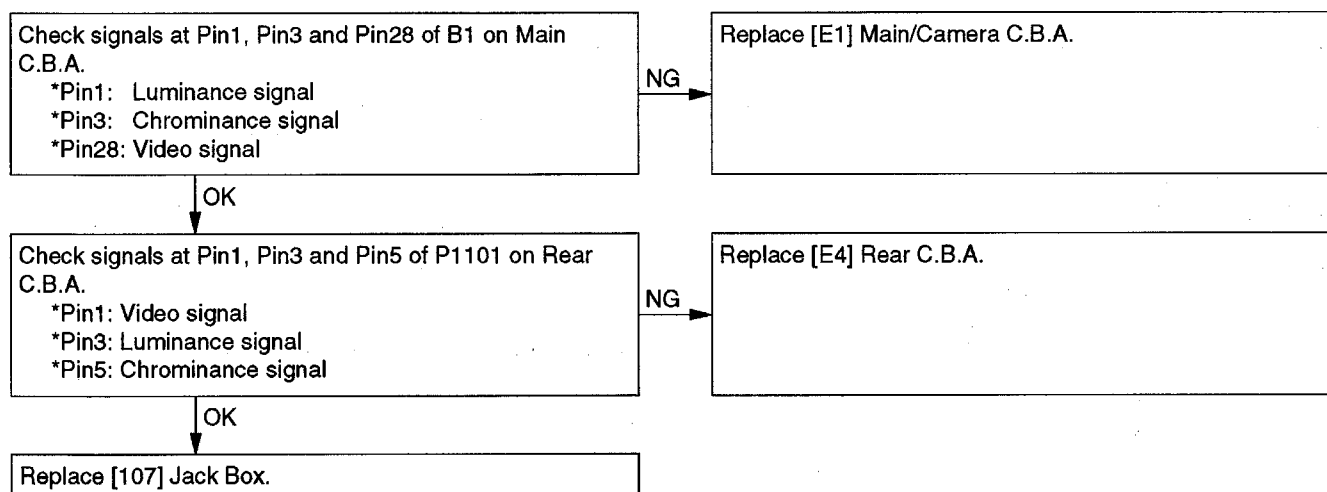 Check signals at Pin1, Pin3 and Pin28 of B1 on Main
C.B.A.
*Pin1: Luminance signal
*Pin3: Chrominance signal
*Pin28: Video signal
NG
Replace [E1] Main/Camera C.B.A.
OK
Check signals at Pin1, Pin3 and Pin5 of P1101 on Rear
C.B.A.
*Pin1: Video signal
*Pin3: Luminance signal
*Pin5: Chrominance signal
NG
Replace [E4] Rear C.B.A.
OK
Replace [107] Jack Box.